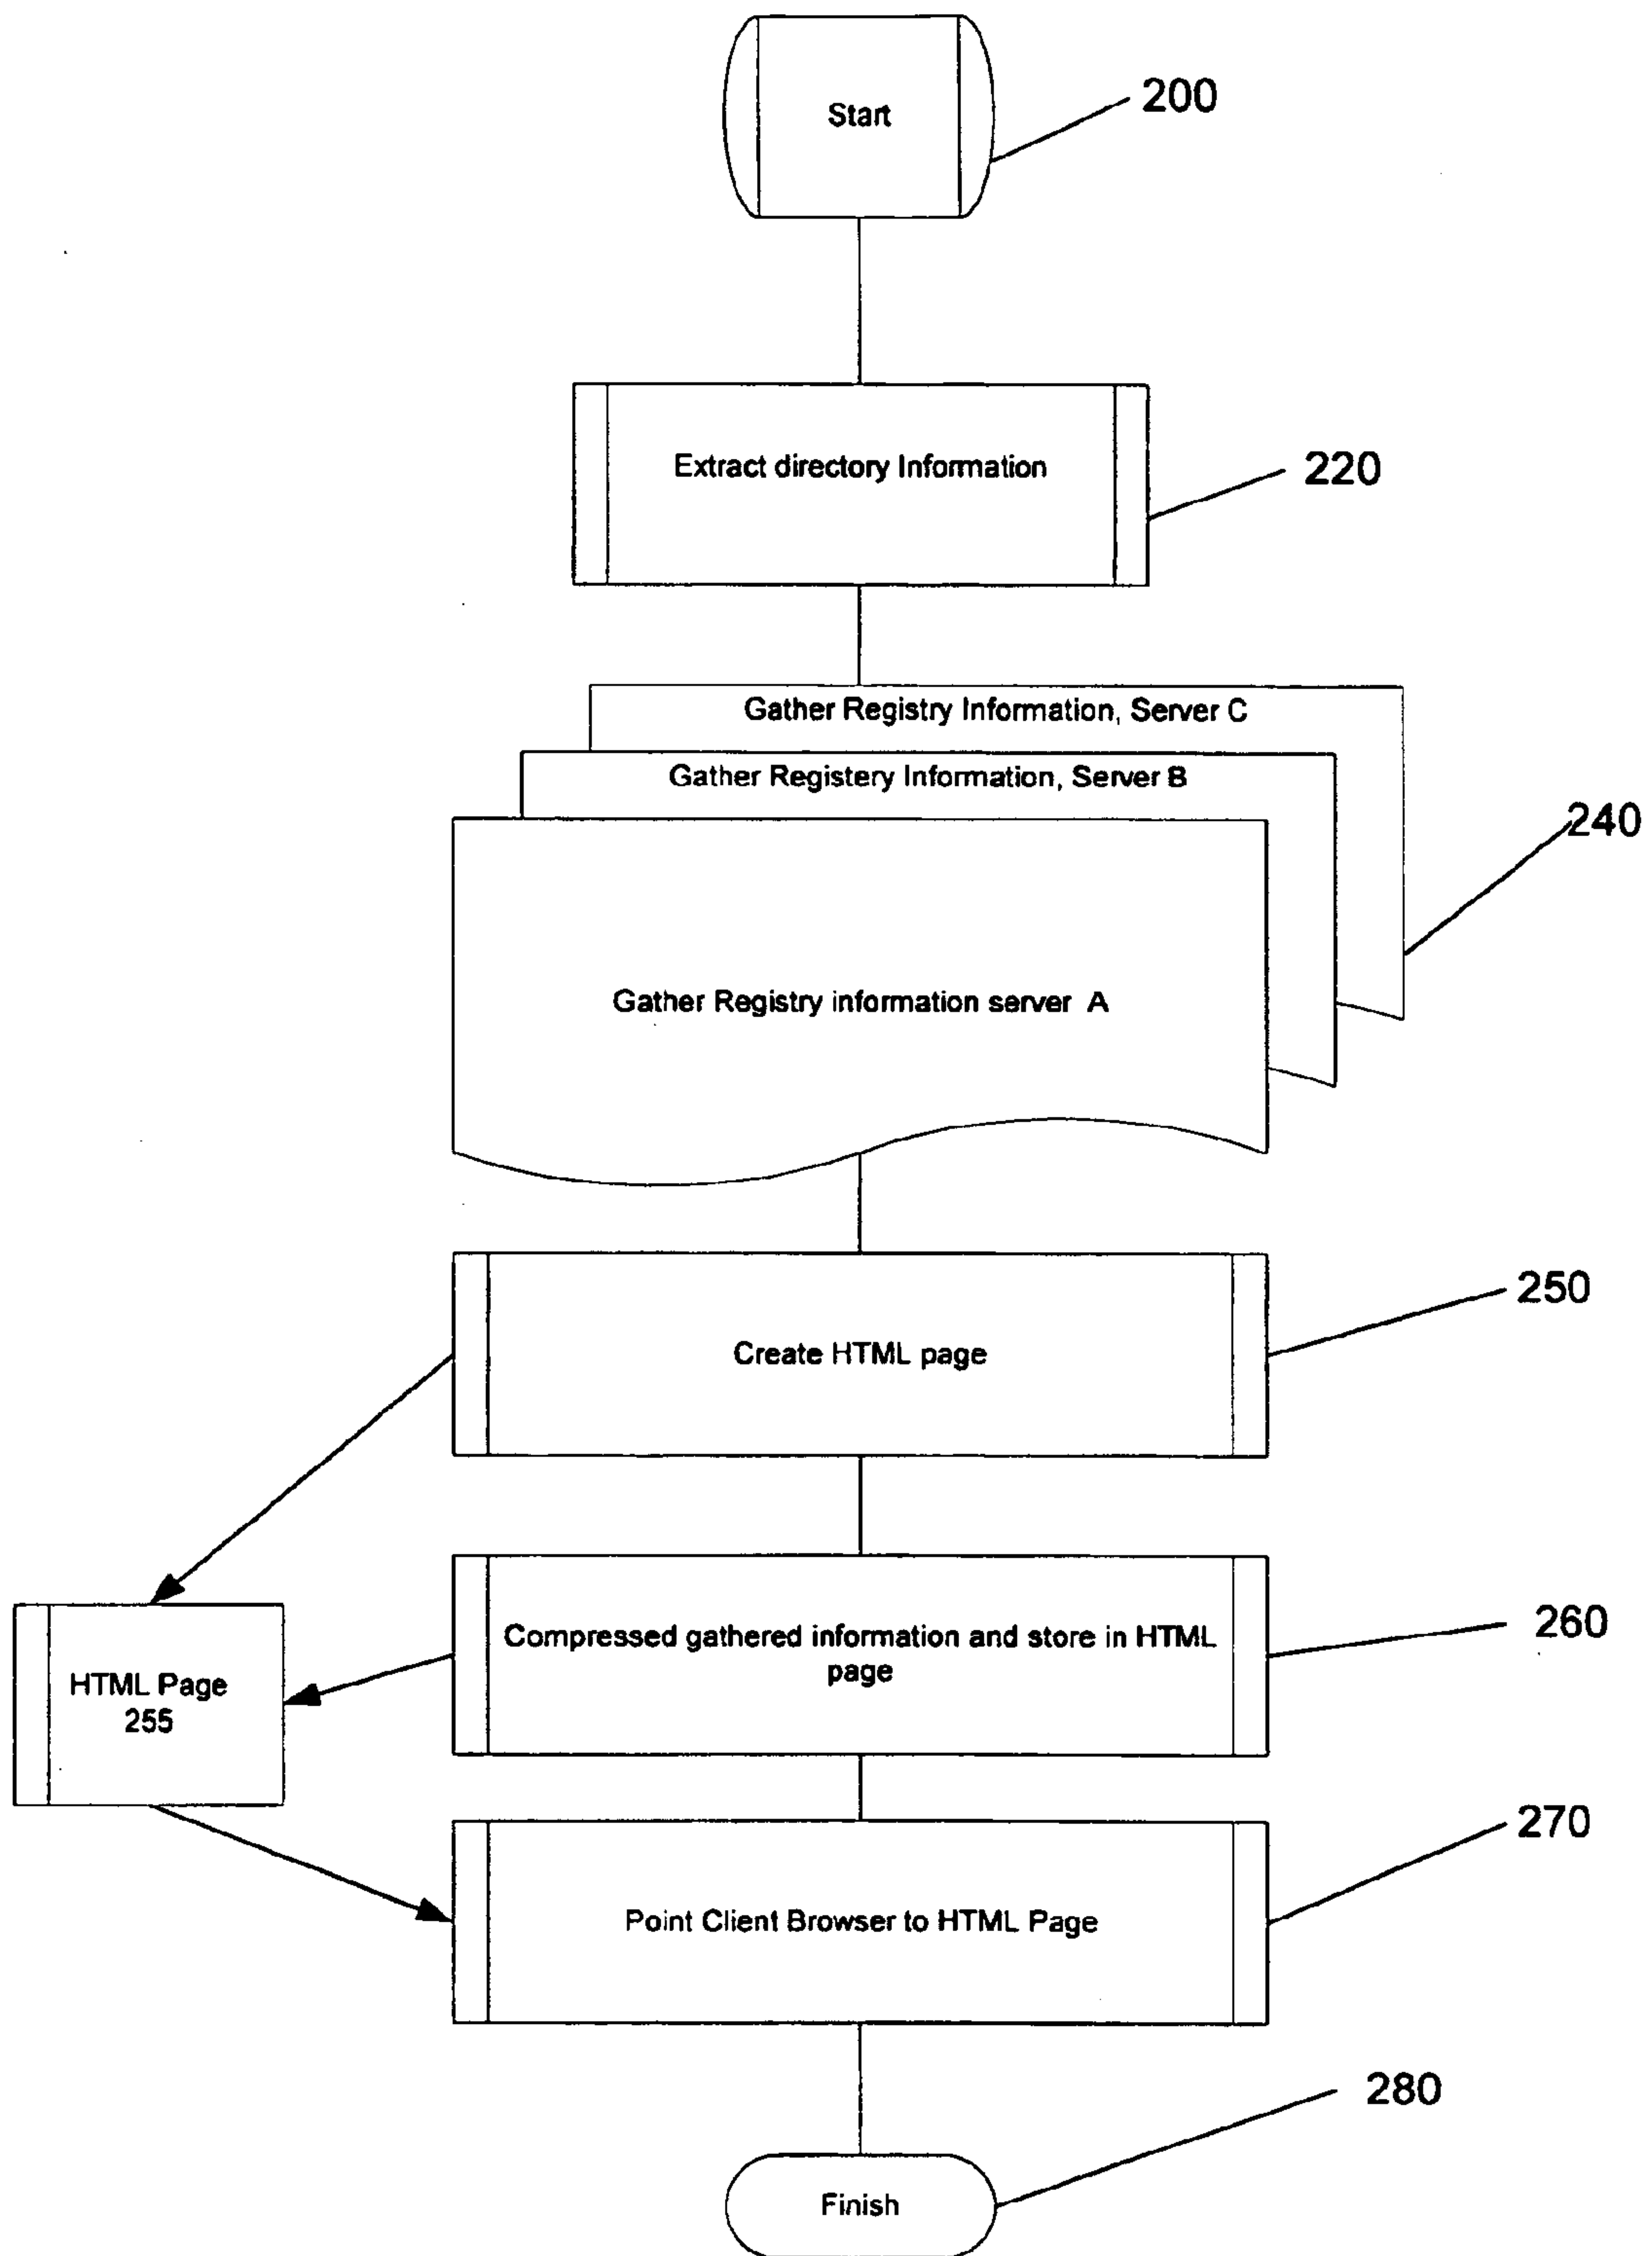 Start
200
Extract directory Information
220
Gather Registry Information, Server C
Gather Registery Information, Server B
240
Gather Registry information server A
250
Create HTML page
Compressed gathered information and store in HTML
page
260
HTML Page
255
270
Point Client Browser to HTML Page
280
Finish